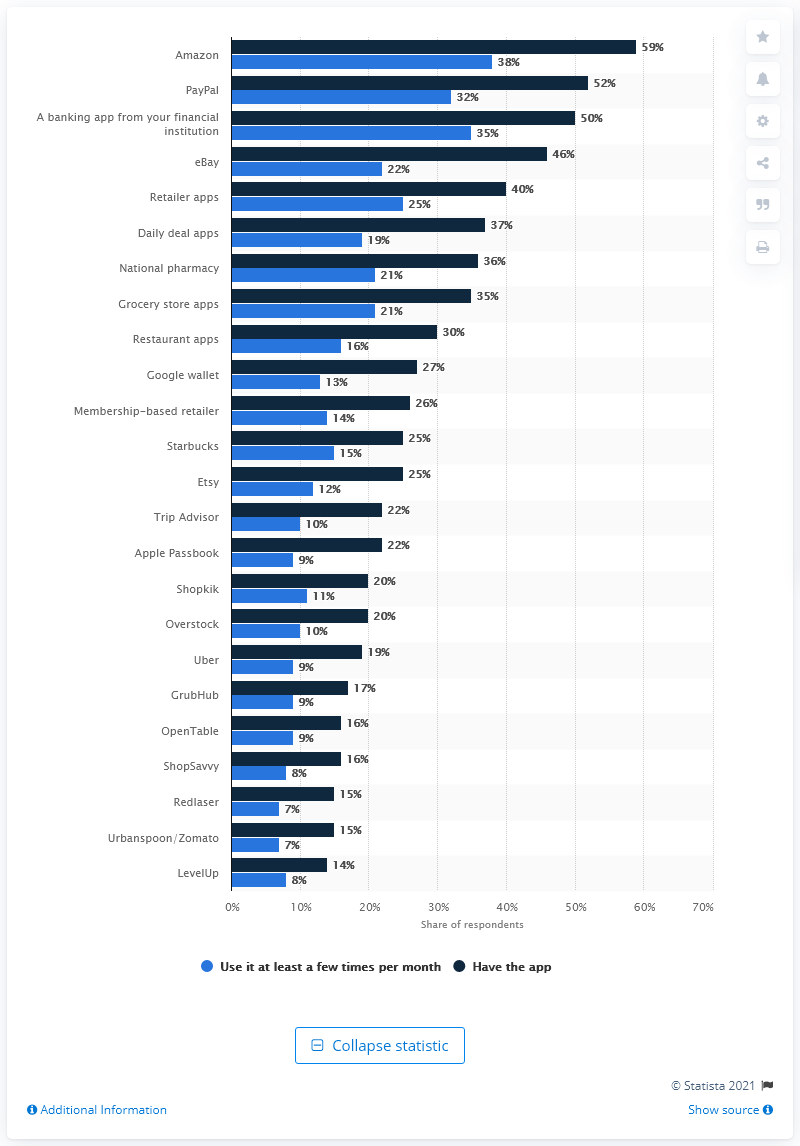 Amazon 59%
38%
PayPal 52%
32%
A banking app from your financial
institution 50%
35%
eBay 46%
22%
Retailer apps 40%
25%
Daily deal apps 37%
19%
National pharmacy 36%
21%
Grocery store apps 35%
21%
Restaurant apps 30%
16%
Google wallet 27%
13%
Membership-based retailer 26%
14%
Starbucks 25%
15%
Etsy 25%
12%
Trip Advisor 22%
10%
Apple Passbook 22%
9%
Shopkik 20%
11%
Overstock 20%
10%
Uber 19%
9%
GrubHub 17%
9%
OpenTable 16%
9%
ShopSavvy 16%
8%
Redlaser 15%
7%
Urbanspoon/Zomato 15%
7%
LevelUp 14%
8%
0% 10% 20% 30% 40% 50% 60% 70%
Share of respondents
Use it at least a few times per month Have the app
Collapse statistic
© Statista 2021
Additional Information Show source